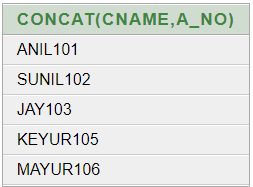 CONCAT(CNAME,A_NO)
ANIL101
SUNIL102
JAY103
KEYUR105
MAYUR106